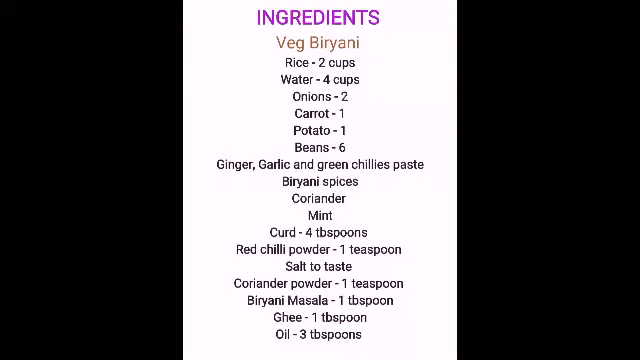 INGREDIENTS
Veg Biryani
Rice - 2 cups
Water - 4 cups
Onions - 2
Carrot - 1
Potato - 1
Beans - 6
Ginger, Garlic and green chillies paste
Biryani spices
Coriander
Mint
Curd - 4 tbspoons
Red chilli powder - 1 teaspoon
Salt to taste
Coriander powder - 1 teaspoon
Biryani Masala - 1 tbspoon
Ghee - 1 tbspoon
Oil - 3 tbspoons